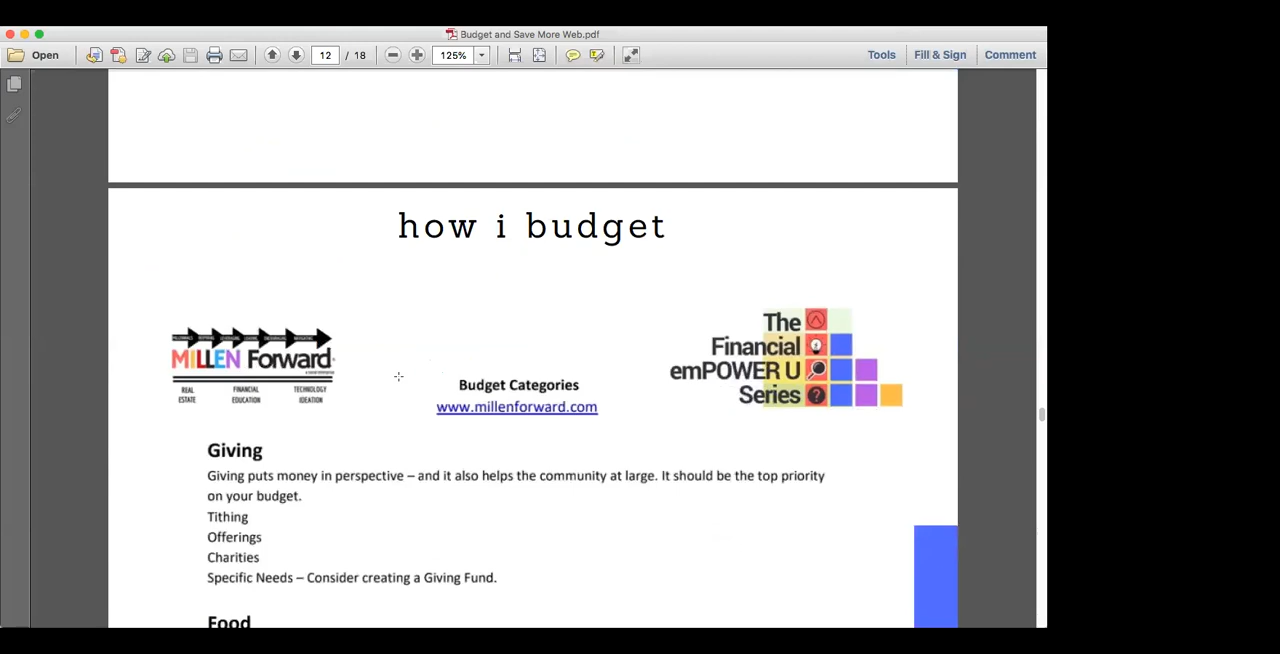 Budget and Save More Web.pdf
Open
12 / 18
125%
Tools
Fill & Sign
Comment
how i budget
MILLEN Forward
REAL ESTATE
FINANCIAL EDUCATION
TECHNOLOGY IDEATION
Budget Categories
www.millenforward.com
The
Financial
emPOWER U
Series
Giving
Giving puts money in perspective – and it also helps the community at large. It should be the top priority
on your budget.
Tithing
Offerings
Charities
Specific Needs – Consider creating a Giving Fund.
Food